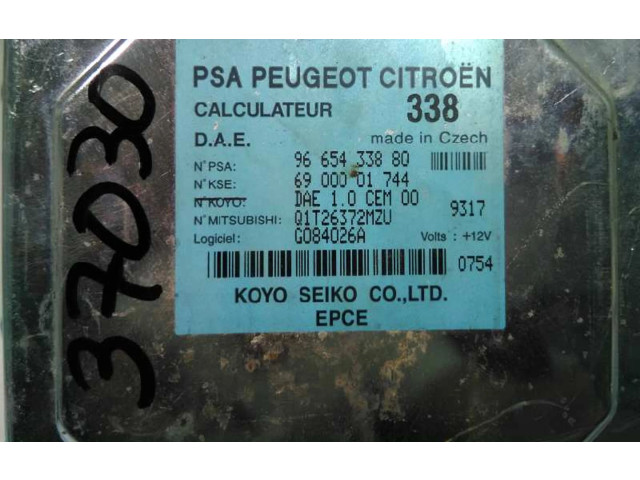 37030
PSA PEUGEOT CITROËN
CALCULATEUR 338
D.A.E. made in Czech
N°PSA: 96 654 338 80
N°KSE: 69 000 01 744
N°KOYO: DAE 1.0 CEM 00 9317
N°MITSUBISHI: Q1T26372MZU
Logiciel: G084026A Volts : +12V
0754
KOYO SEIKO CO.,LTD.
EPCE